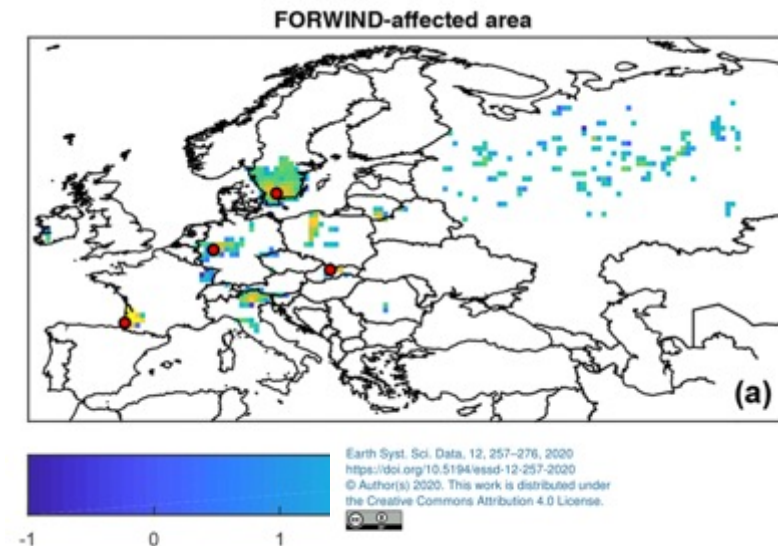 FORWIND-affected area
(a)
Earth Syst. Sci. Data, 12, 257–276, 2020
https://doi.org/10.5194/essd-12-257-2020
© Author(s) 2020. This work is distributed under
the Creative Commons Attribution 4.0 License.
-1 0 1